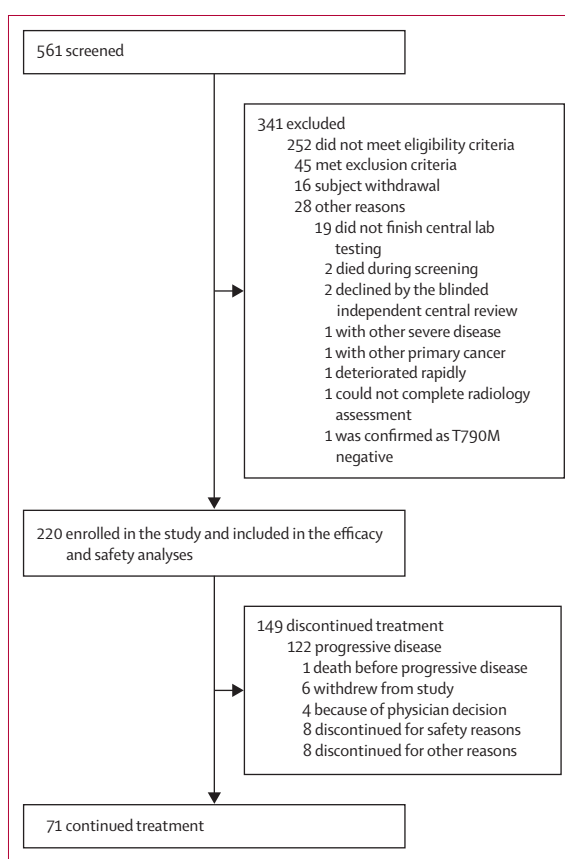 561 screened
341 excluded
252 did not meet eligibility criteria
45 met exclusion criteria
16 subject withdrawal
28 other reasons
19 did not finish central lab
testing
2 died during screening
2 declined by the blinded
independent central review
1 with other severe disease
1 with other primary cancer
1 deteriorated rapidly
1 could not complete radiology
assessment
1 was confirmed as T790M
negative
220 enrolled in the study and included in the efficacy
and safety analyses
149 discontinued treatment
122 progressive disease
1 death before progressive disease
6 withdrew from study
4 because of physician decision
8 discontinued for safety reasons
8 discontinued for other reasons
71 continued treatment